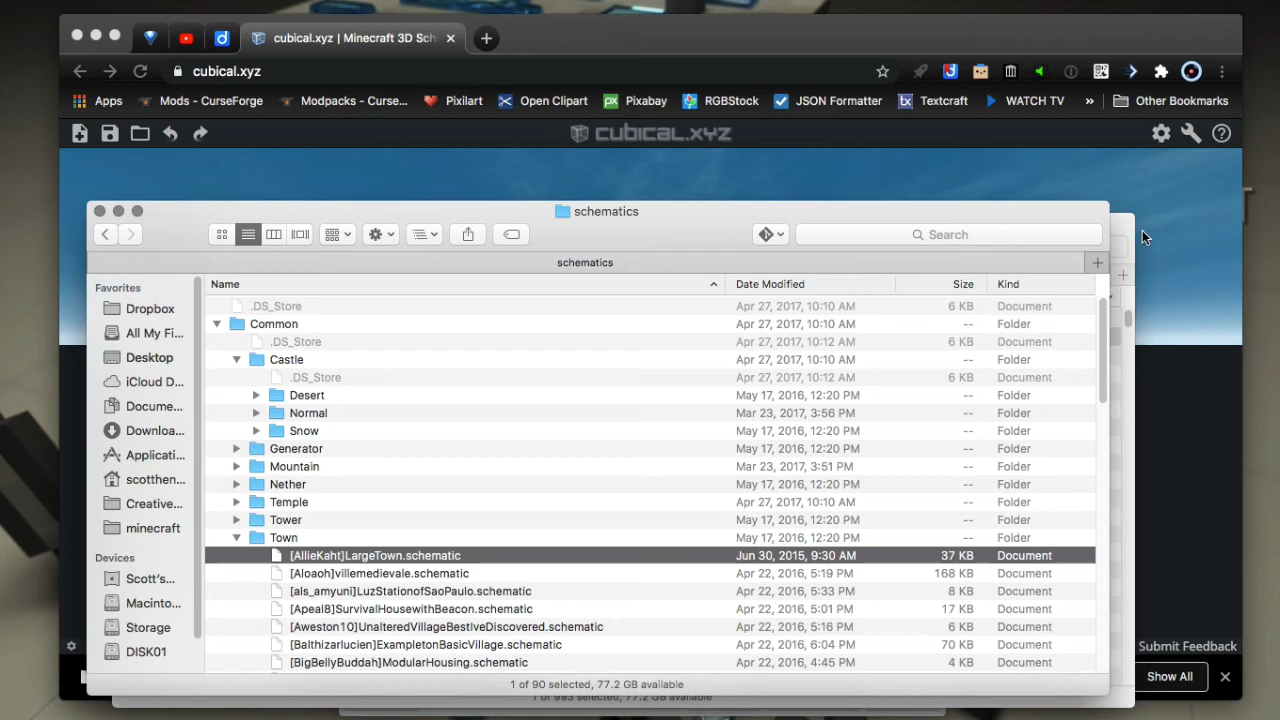 cubical.xyz | Minecraft 3D Sch
cubical.xyz
Apps Mods - CurseForge Modpacks - Curse... Pixilart Open Clipart Pixabay RGBStock JSON Formatter Textcraft WATCH TV » Other Bookmarks
cubical.xyz
schematics
Search
schematics
Favorites
Dropbox
All My Fi...
Desktop
iCloud D...
Docume...
Downloa...
Applicati...
scotthen...
Creative...
minecraft
Devices
Scott's...
Macinto...
Storage
DISK01
Name Date Modified Size Kind
.DS_Store Apr 27, 2017, 10:10 AM 6 KB Document
Common Apr 27, 2017, 10:10 AM -- Folder
.DS_Store Apr 27, 2017, 10:12 AM 6 KB Document
Castle Apr 27, 2017, 10:10 AM -- Folder
.DS_Store Apr 27, 2017, 10:12 AM 6 KB Document
Desert May 17, 2016, 12:20 PM -- Folder
Normal Mar 23, 2017, 3:56 PM -- Folder
Snow May 17, 2016, 12:20 PM -- Folder
Generator May 17, 2016, 12:20 PM -- Folder
Mountain Mar 23, 2017, 3:51 PM -- Folder
Nether May 17, 2016, 12:20 PM -- Folder
Temple Apr 27, 2017, 10:10 AM -- Folder
Tower May 17, 2016, 12:20 PM -- Folder
Town May 17, 2016, 12:20 PM -- Folder
[AllieKaht]LargeTown.schematic Jun 30, 2015, 9:30 AM 37 KB Document
[Aloaoh]villemedievale.schematic Apr 22, 2016, 5:19 PM 168 KB Document
[als_amyuni]LuzStationofSaoPaulo.schematic Apr 22, 2016, 5:33 PM 8 KB Document
[Apeal8]SurvivalHousewithBeacon.schematic Apr 22, 2016, 5:01 PM 17 KB Document
[Aweston10]UnalteredVillageBestiveDiscovered.schematic Apr 22, 2016, 5:16 PM 6 KB Document
[Balthizarlucien]ExampletonBasicVillage.schematic Apr 22, 2016, 6:04 PM 70 KB Document
[BigBellyBuddah]ModularHousing.schematic Apr 22, 2016, 4:45 PM 4 KB Document
1 of 90 selected, 77.2 GB available
1 of 993 selected, 77.2 GB available
Submit Feedback
Show All